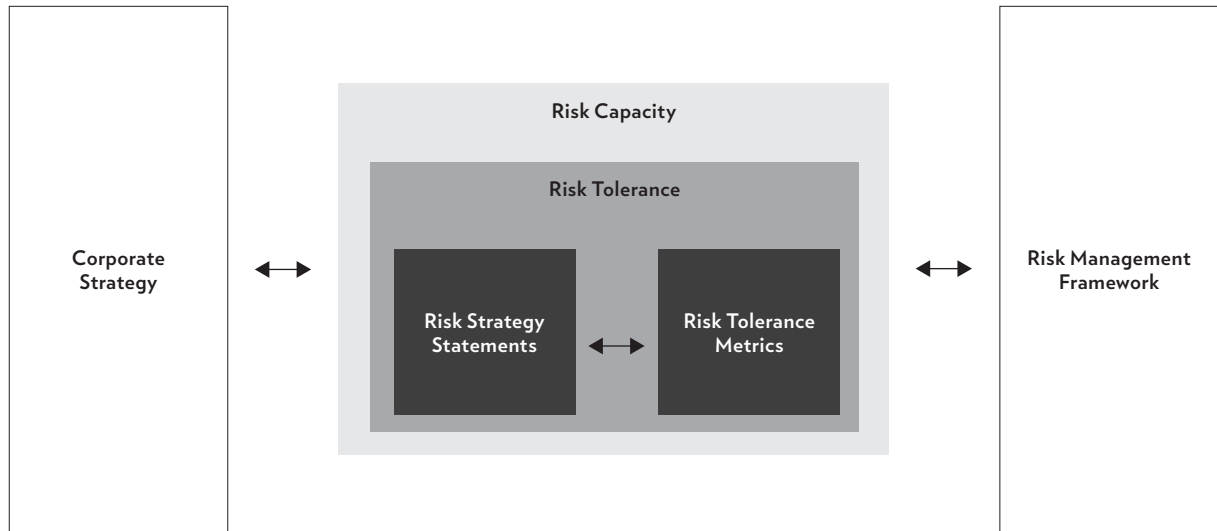 Risk Capacity
Risk Tolerance
Corporate
Strategy
Risk Strategy
Statements
Risk Tolerance
Metrics
Risk Management
Framework